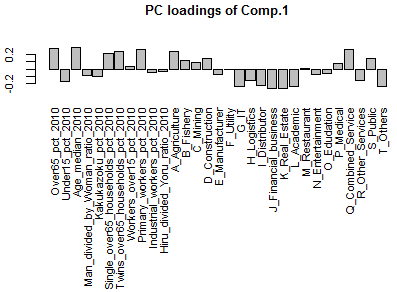 PC loadings of Comp.1
0.2
-0.2
Over65_pct_2010
Under15_pct_2010
Age_median_2010
Man_divided_by_Woman_ratio_2010
Kakukazoku_pct_2010
Single_over65_households_pct_2010
Twins_over65_households_pct_2010
Workers_over15_pct_2010
Primary_workers_pct_2010
Industrial_workers_pct_2010
Hiru_divided_Yoru_ratio_2010
A_Agriculture
B_Fishery
C_Mining
D_Construction
E_Manufacturer
F_Utility
G_IT
H_Logistics
I_Distributor
J_Financial_business
K_Real_Estate
L_Academic
M_Restaurant
N_Entertainment
O_Edudation
P_Medical
Q_Combined_Service
R_Other_Services
S_Public
T_Others